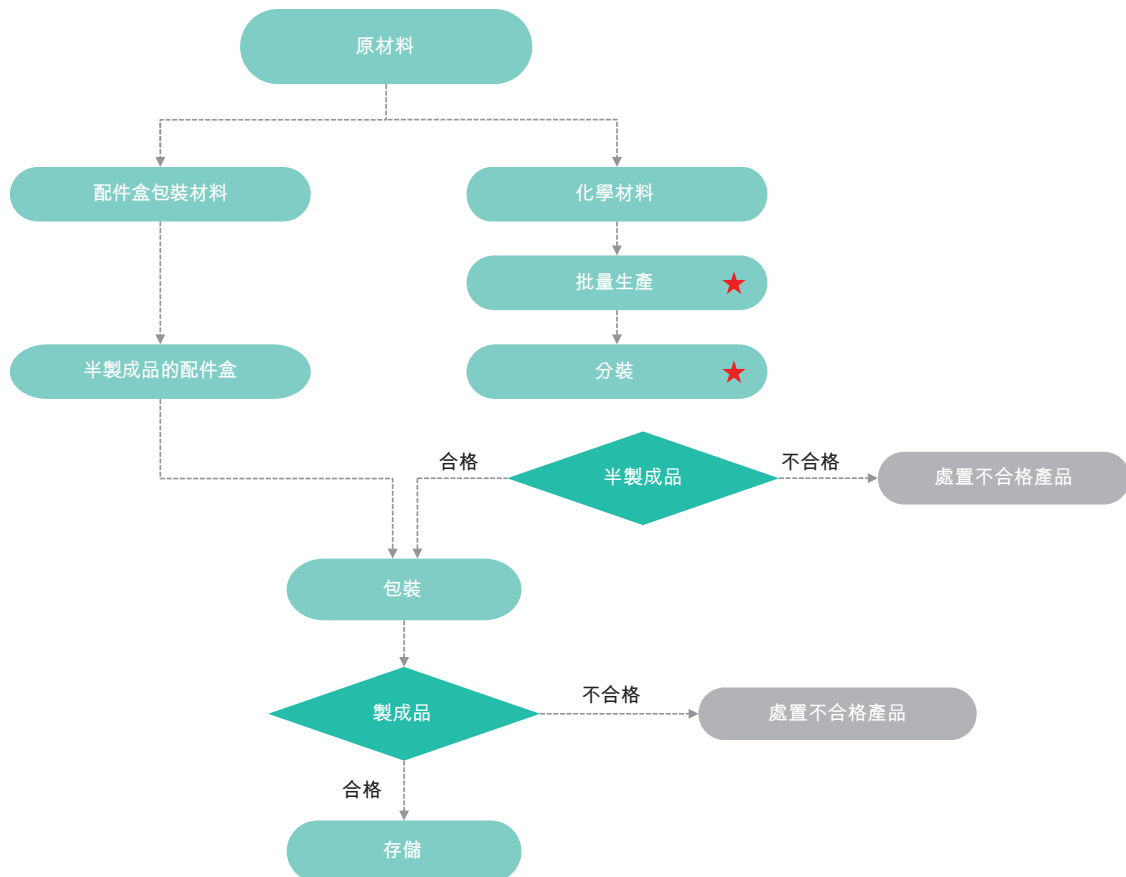 原材料
配件盒包裝材料
化學材料
批量生產
半製成品的配件盒
分裝
合格
半製成品
不合格
處置不合格產品
包裝
製成品
不合格
處置不合格產品
合格
存儲